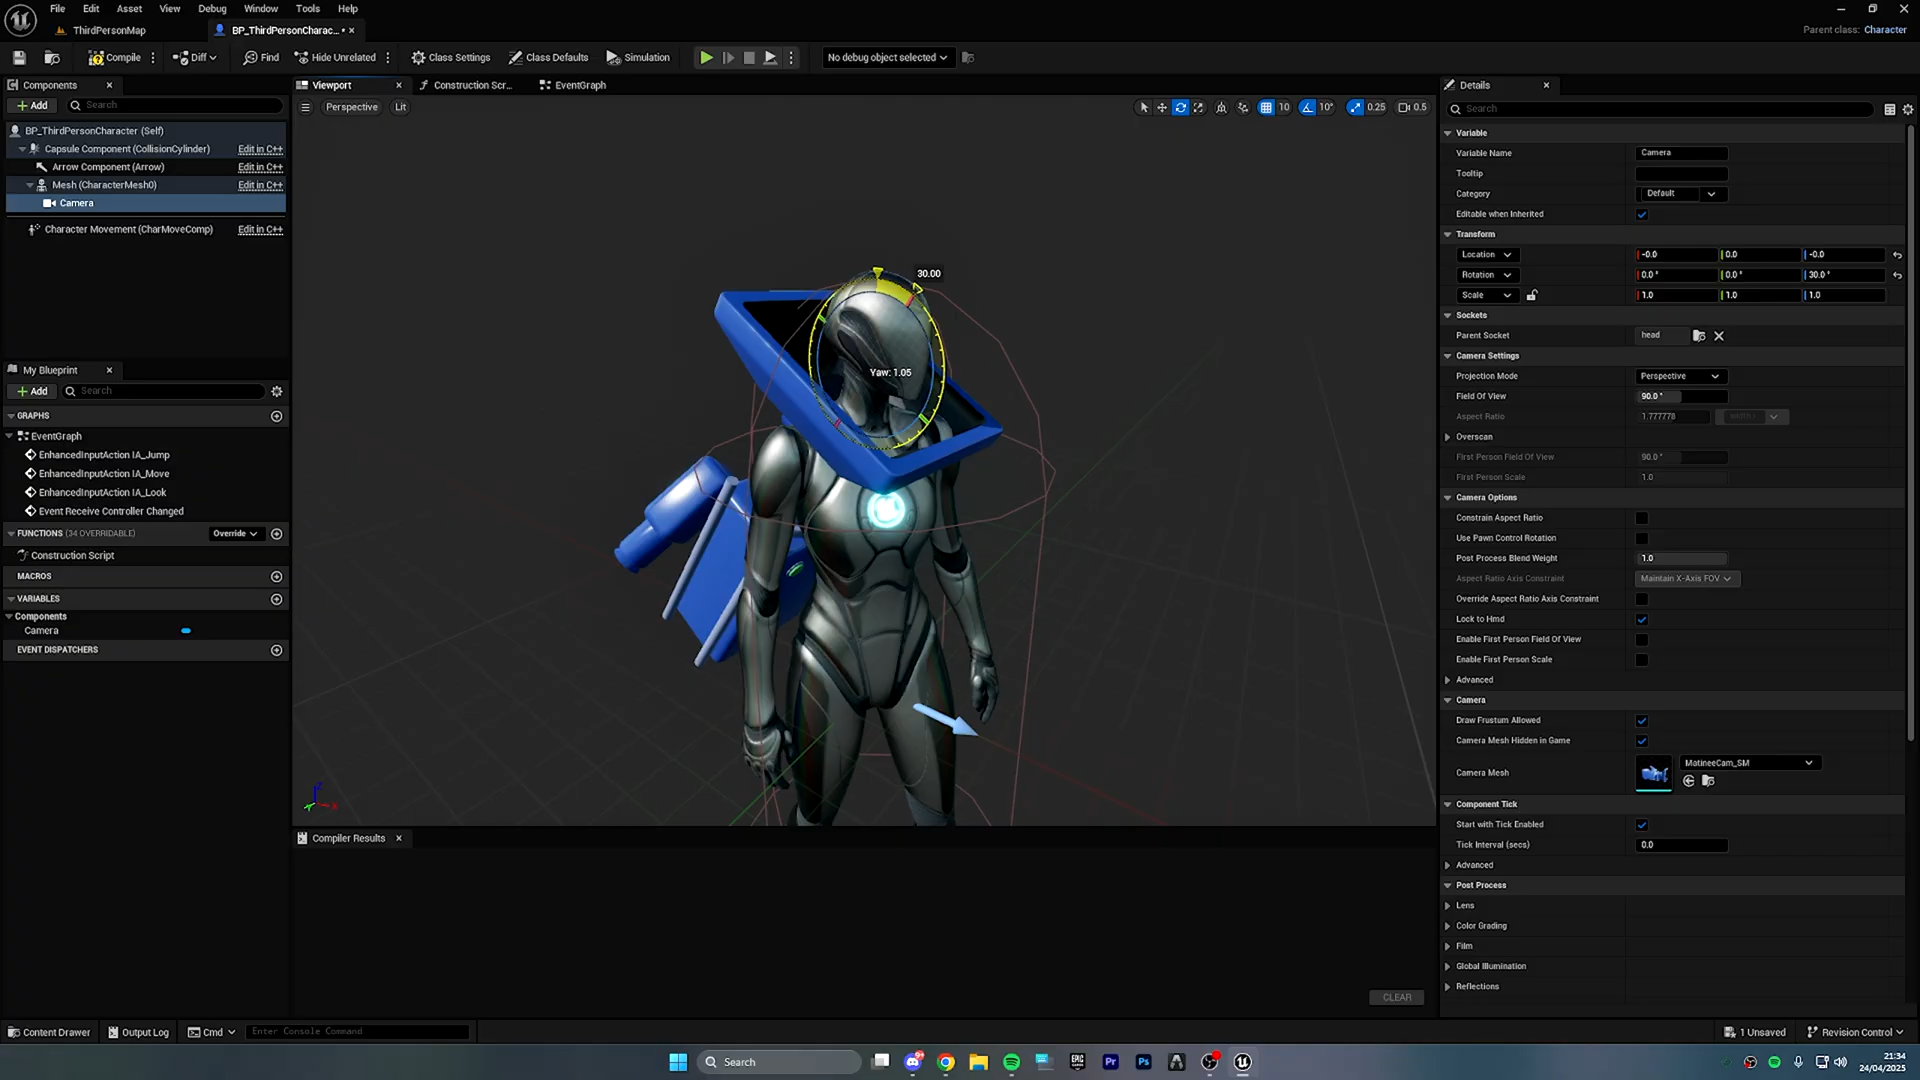 File Edit Asset View Debug Window Tools Help
ThirdPersonMap
BP_ThirdPersonCharac... •
Parent class: Character
Compile
Diff
Find
Hide Unrelated
Class Settings
Class Defaults
Simulation
No debug object selected
Components
Add
Search
BP_ThirdPersonCharacter (Self)
Capsule Component (CollisionCylinder) Edit in C++
Arrow Component (Arrow) Edit in C++
Mesh (CharacterMesh0) Edit in C++
Camera
Character Movement (CharMoveComp) Edit in C++
My Blueprint
Add
Search
GRAPHS
EventGraph
EnhancedInputAction IA_Jump
EnhancedInputAction IA_Move
EnhancedInputAction IA_Look
Event Receive Controller Changed
FUNCTIONS (34 OVERRIDABLE) Override
Construction Script
MACROS
VARIABLES
Components
Camera
EVENT DISPATCHERS
Viewport
Construction Scr...
EventGraph
Perspective
Lit
10
10°
0.25
0.5
30.00
Yaw: 1.05
Compiler Results
CLEAR
Details
Search
Variable
Variable Name Camera
Tooltip
Category Default
Editable when Inherited
Transform
Location -0.0 0.0 -0.0
Rotation 0.0° 0.0° 30.0°
Scale 1.0 1.0 1.0
Sockets
Parent Socket head
Camera Settings
Projection Mode Perspective
Field Of View 90.0°
Aspect Ratio 1.777778
Overscan
First Person Field Of View 90.0°
First Person Scale 1.0
Camera Options
Constrain Aspect Ratio
Use Pawn Control Rotation
Post Process Blend Weight 1.0
Aspect Ratio Axis Constraint Maintain X-Axis FOV
Override Aspect Ratio Axis Constraint
Lock to Hmd
Enable First Person Field Of View
Enable First Person Scale
Advanced
Camera
Draw Frustum Allowed
Camera Mesh Hidden in Game
Camera Mesh MatineeCam_SM
Component Tick
Start with Tick Enabled
Tick Interval (secs) 0.0
Advanced
Post Process
Lens
Color Grading
Film
Global Illumination
Reflections
Content Drawer
Output Log
Cmd
Enter Console Command
1 Unsaved
Revision Control
Search
EPIC
Pr
Ps
21:34
24/04/2025